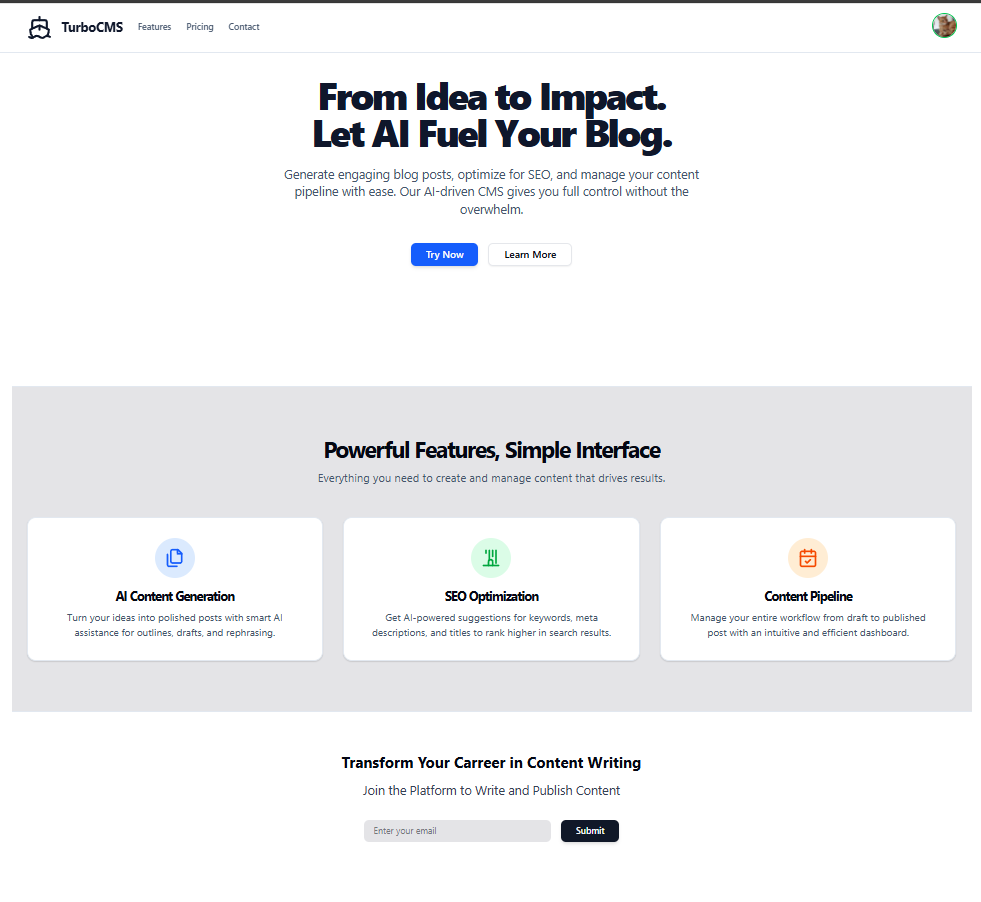 TurboCMS
Features
Pricing
Contact
From Idea to Impact.
Let AI Fuel Your Blog.
Generate engaging blog posts, optimize for SEO, and manage your content
pipeline with ease. Our AI-driven CMS gives you full control without the
overwhelm.
Try Now
Learn More
Powerful Features, Simple Interface
Everything you need to create and manage content that drives results.
AI Content Generation
Turn your ideas into polished posts with smart AI
assistance for outlines, drafts, and rephrasing.
SEO Optimization
Get AI-powered suggestions for keywords, meta
descriptions, and titles to rank higher in search results.
Content Pipeline
Manage your entire workflow from draft to published
post with an intuitive and efficient dashboard.
Transform Your Carreer in Content Writing
Join the Platform to Write and Publish Content
Enter your email
Submit